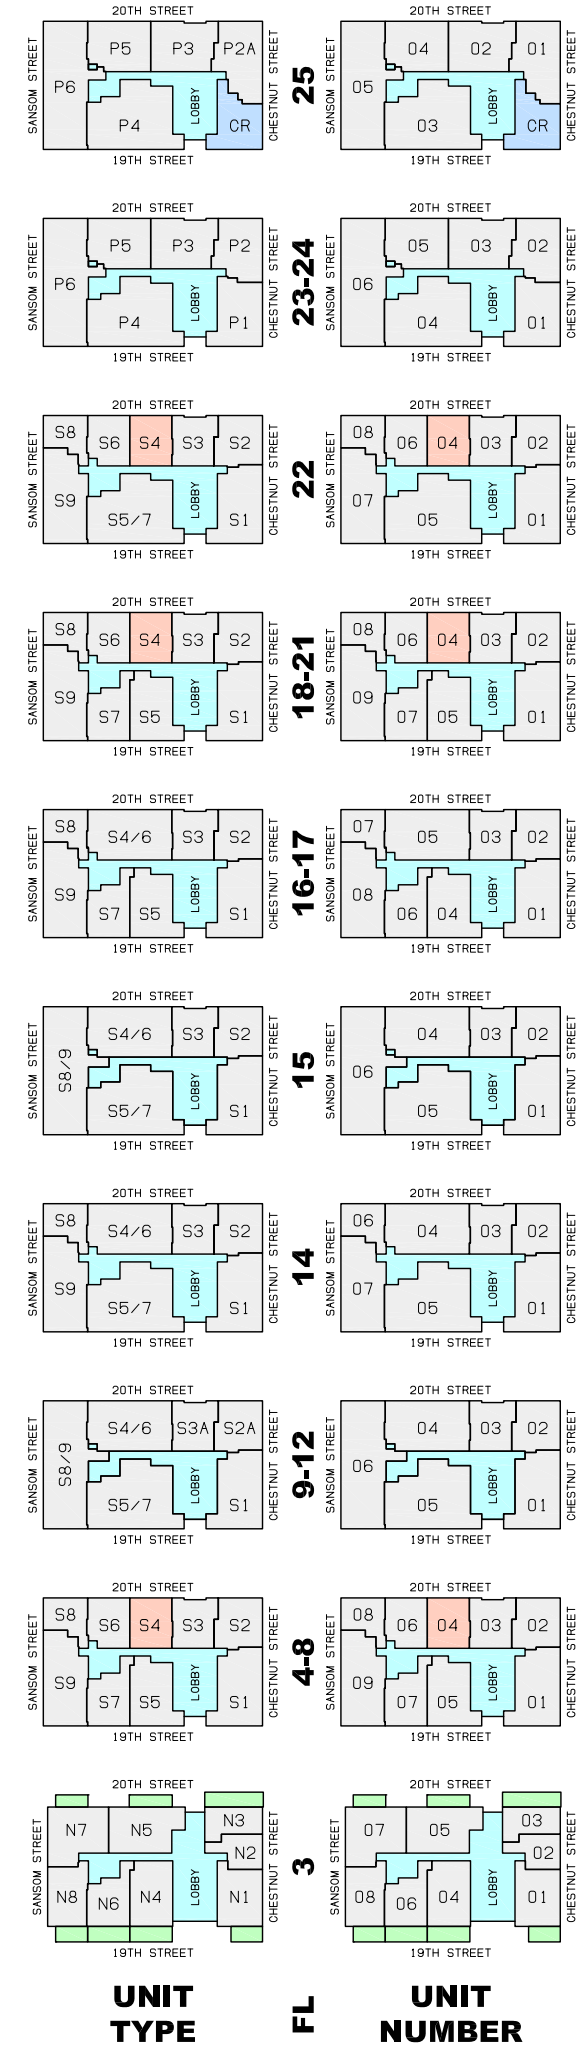 20TH STREET 20TH STREET
SANSOM STREET P6 P5 P3 P2A P4 LOBBY CR CHESTNUT STREET 25 SANSOM STREET 05 04 02 01 03 LOBBY CR CHESTNUT STREET
19TH STREET 19TH STREET
20TH STREET 20TH STREET
SANSOM STREET P6 P5 P3 P2 P4 LOBBY P1 CHESTNUT STREET 23-24 SANSOM STREET 06 05 03 02 04 LOBBY 01 CHESTNUT STREET
19TH STREET 19TH STREET
20TH STREET 20TH STREET
SANSOM STREET S8 S6 S4 S3 S2 S9 S5/7 LOBBY S1 CHESTNUT STREET 22 SANSOM STREET 08 06 04 03 02 07 05 LOBBY 01 CHESTNUT STREET
19TH STREET 19TH STREET
20TH STREET 20TH STREET
SANSOM STREET S8 S6 S4 S3 S2 S9 S7 S5 LOBBY S1 CHESTNUT STREET 18-21 SANSOM STREET 08 06 04 03 02 09 07 05 LOBBY 01 CHESTNUT STREET
19TH STREET 19TH STREET
20TH STREET 20TH STREET
SANSOM STREET S8 S4/6 S3 S2 S9 S7 S5 LOBBY S1 CHESTNUT STREET 16-17 SANSOM STREET 07 05 03 02 08 06 04 LOBBY 01 CHESTNUT STREET
19TH STREET 19TH STREET
20TH STREET 20TH STREET
SANSOM STREET S8/9 S4/6 S3 S2 S5/7 LOBBY S1 CHESTNUT STREET 15 SANSOM STREET 06 04 03 02 05 LOBBY 01 CHESTNUT STREET
19TH STREET 19TH STREET
20TH STREET 20TH STREET
SANSOM STREET S8 S4/6 S3 S2 S9 S5/7 LOBBY S1 CHESTNUT STREET 14 SANSOM STREET 06 04 03 02 07 05 LOBBY 01 CHESTNUT STREET
19TH STREET 19TH STREET
20TH STREET 20TH STREET
SANSOM STREET S8/9 S4/6 S3A S2A S5/7 LOBBY S1 CHESTNUT STREET 9-12 SANSOM STREET 06 04 03 02 05 LOBBY 01 CHESTNUT STREET
19TH STREET 19TH STREET
20TH STREET 20TH STREET
SANSOM STREET S8 S6 S4 S3 S2 S9 S7 S5 LOBBY S1 CHESTNUT STREET 4-8 SANSOM STREET 08 06 04 03 02 09 07 05 LOBBY 01 CHESTNUT STREET
19TH STREET 19TH STREET
20TH STREET 20TH STREET
SANSOM STREET N7 N5 N3 N2 N8 N6 N4 LOBBY N1 CHESTNUT STREET 3 SANSOM STREET 07 05 03 02 08 06 04 LOBBY 01 CHESTNUT STREET
19TH STREET 19TH STREET
UNIT TYPE FL UNIT NUMBER